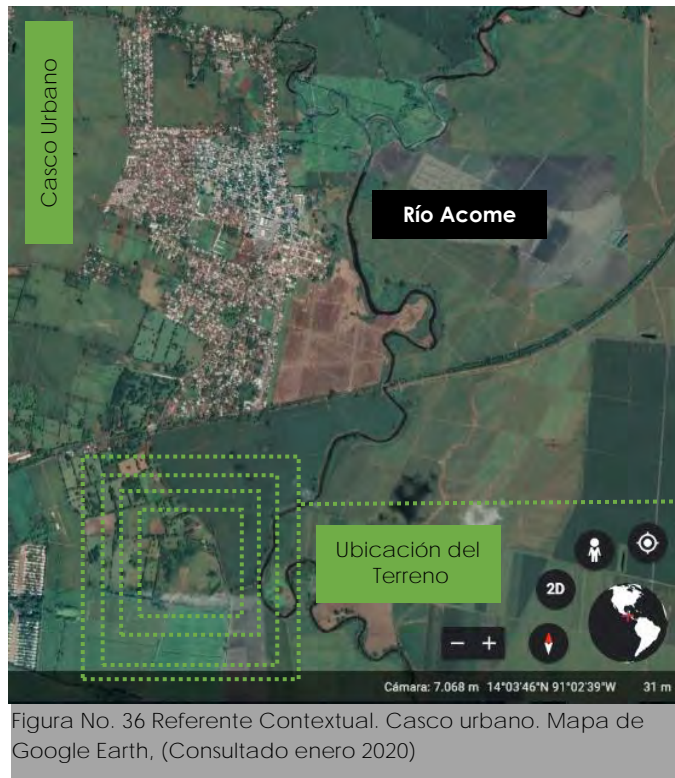 Casco Urbano
Río Acome
Ubicación del
Terreno
2D
Cámara: 7.068 m 14°03'46"N 91°02'39"W 31 m
Figura No. 36 Referente Contextual. Casco urbano. Mapa de
Google Earth, (Consultado enero 2020)